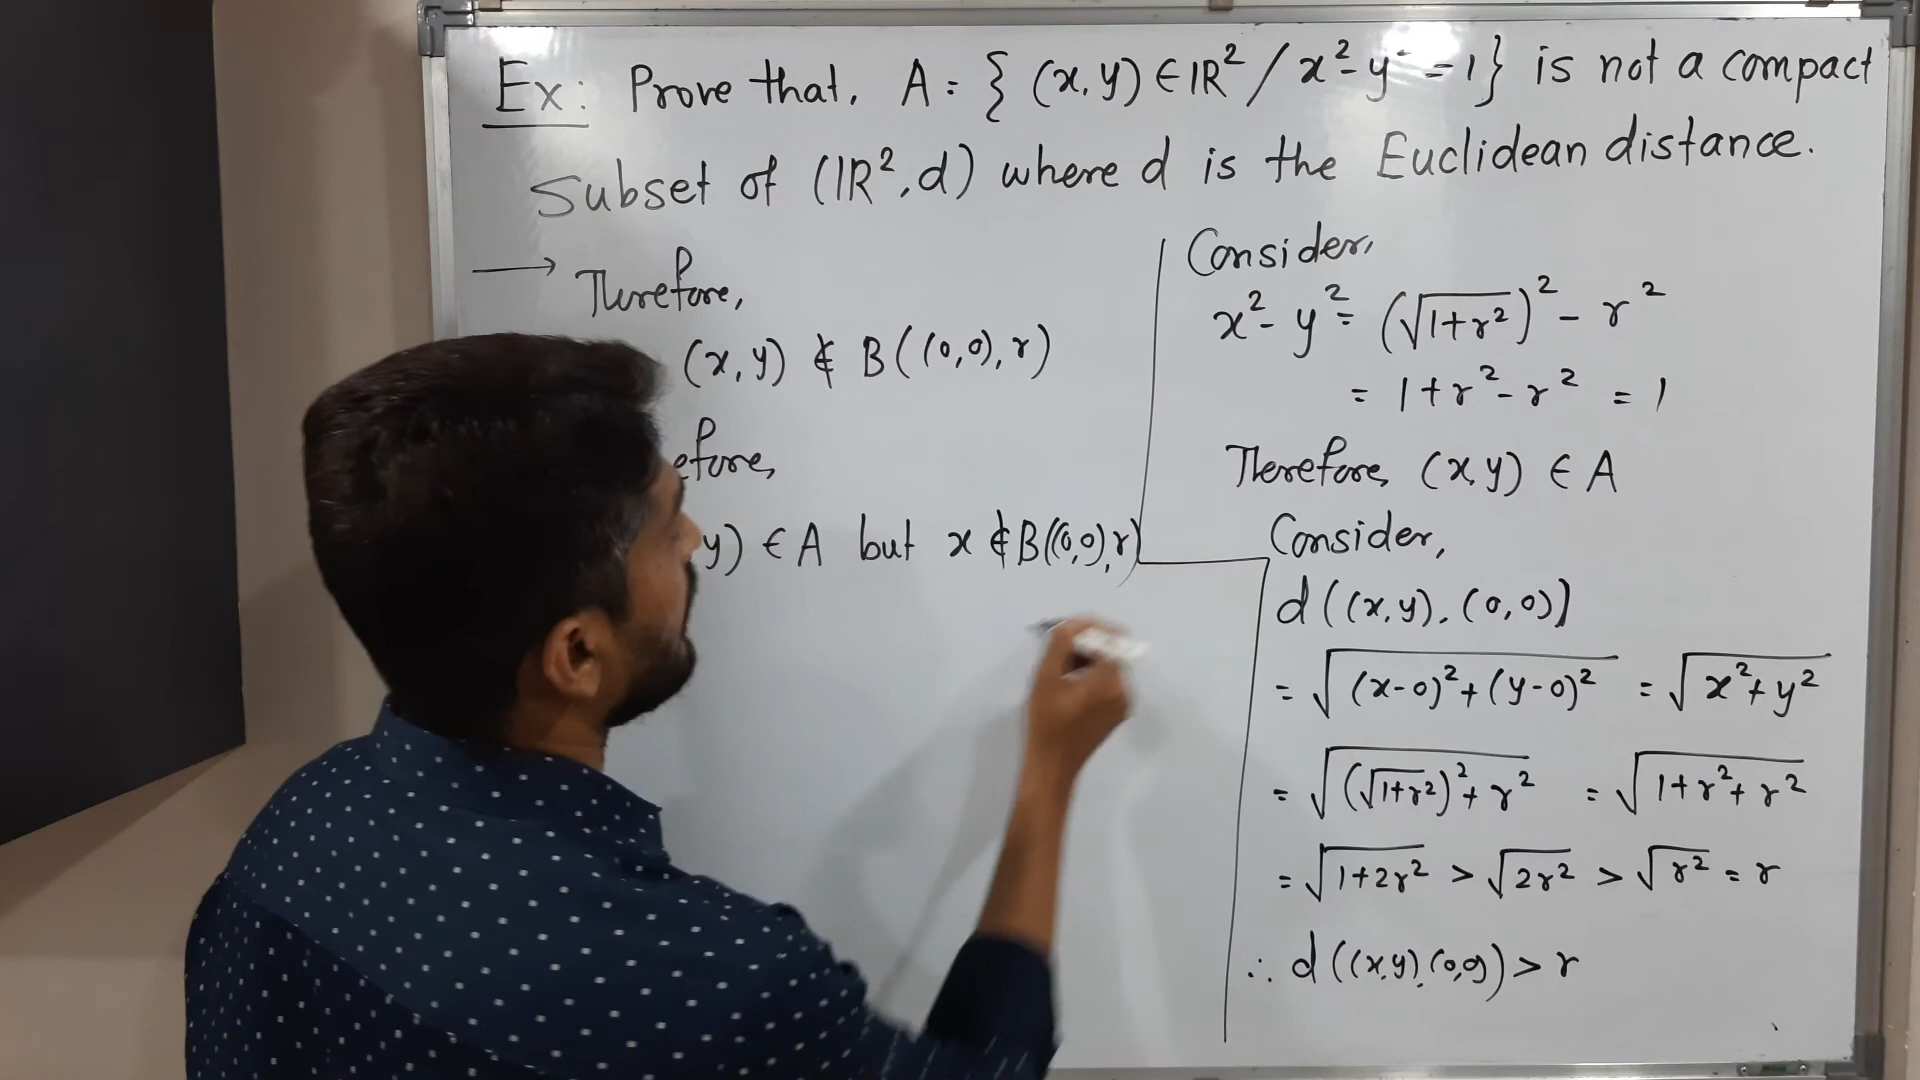 Ex: Prove that, A = { (x, y) ∈ IR² / x² - y⁻ = 1} is not a compact
Subset of (IR², d) where d is the Euclidean distance.
→ Therefore,
(x, y) ∉ B((0,0), r)
efore,
y) ∈ A but x ∉ B((0,0), r)
Consider,
x² - y² = (√(1+r²))² - r²
= 1 + r² - r² = 1
Therefore, (x, y) ∈ A
Consider,
d((x, y), (0, 0))
= √((x-0)² + (y-0)²) = √(x² + y²)
= √((√(1+r²))² + r²) = √(1 + r² + r²)
= √(1+2r²) > √(2r²) > √(r²) = r
∴ d((x,y), (0,0)) > r